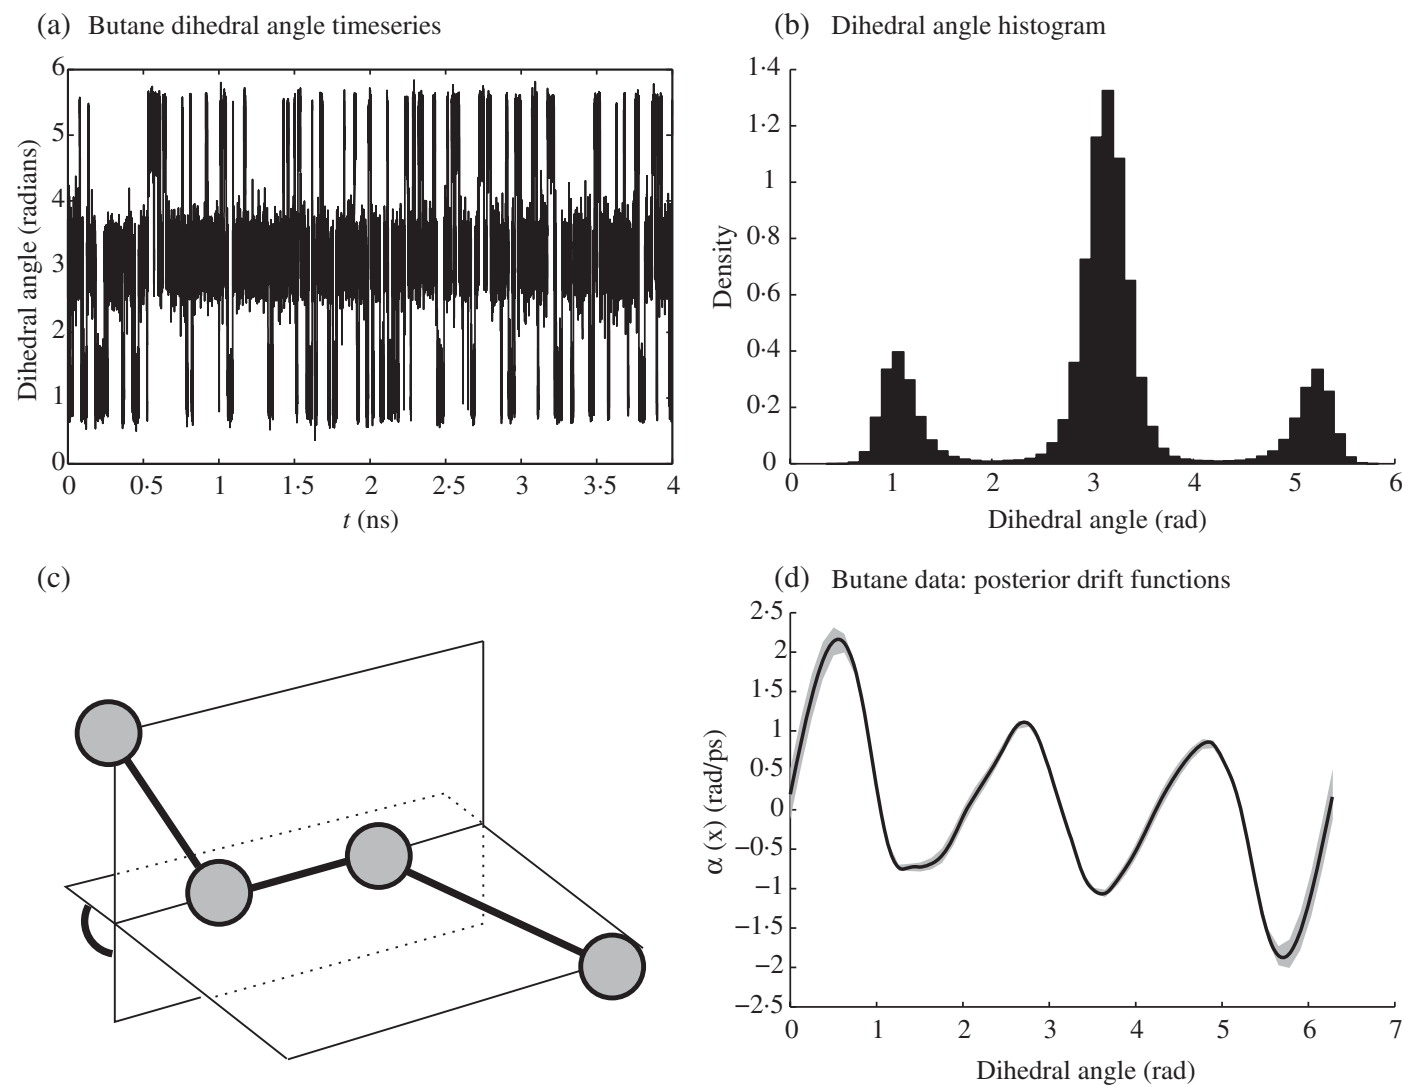 (a) Butane dihedral angle timeseries
6
5
4
3
2
1
0
Dihedral angle (radians)
0 0·5 1 1·5 2 2·5 3 3·5 4
t (ns)
(b) Dihedral angle histogram
1·4
1·2
1
0·8
0·6
0·4
0·2
0
Density
0 1 2 3 4 5 6
Dihedral angle (rad)
(c)
(d) Butane data: posterior drift functions
2·5
2
1·5
1
0·5
0
−0·5
−1
−1·5
−2
−2·5
α (x) (rad/ps)
0 1 2 3 4 5 6 7
Dihedral angle (rad)